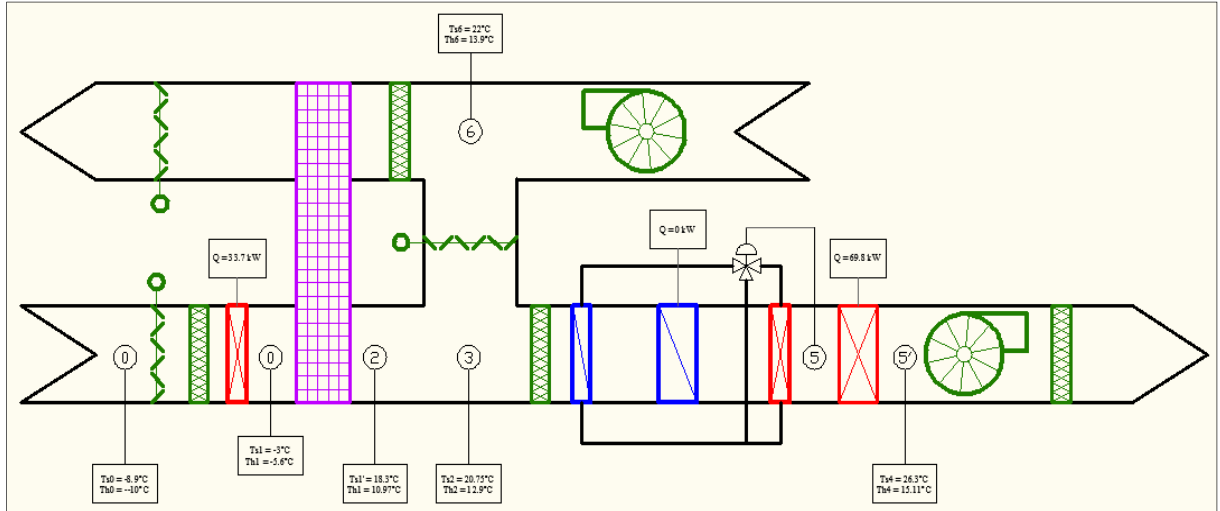 Ts6 = 22°C
Th6 = 13.9°C
6
Q = 33.7 kW
Q = 0 kW
Q = 69.8 kW
0
0
2
3
5
5'
Ts1 = -3°C
Th1 = -5.6°C
Ts0 = -8.9°C
Th0 = --10°C
Ts1' = 18.3°C
Th1 = 10.97°C
Ts2 = 20.75°C
Th2 = 12.9°C
Ts4 = 26.3°C
Th4 = 15.11°C